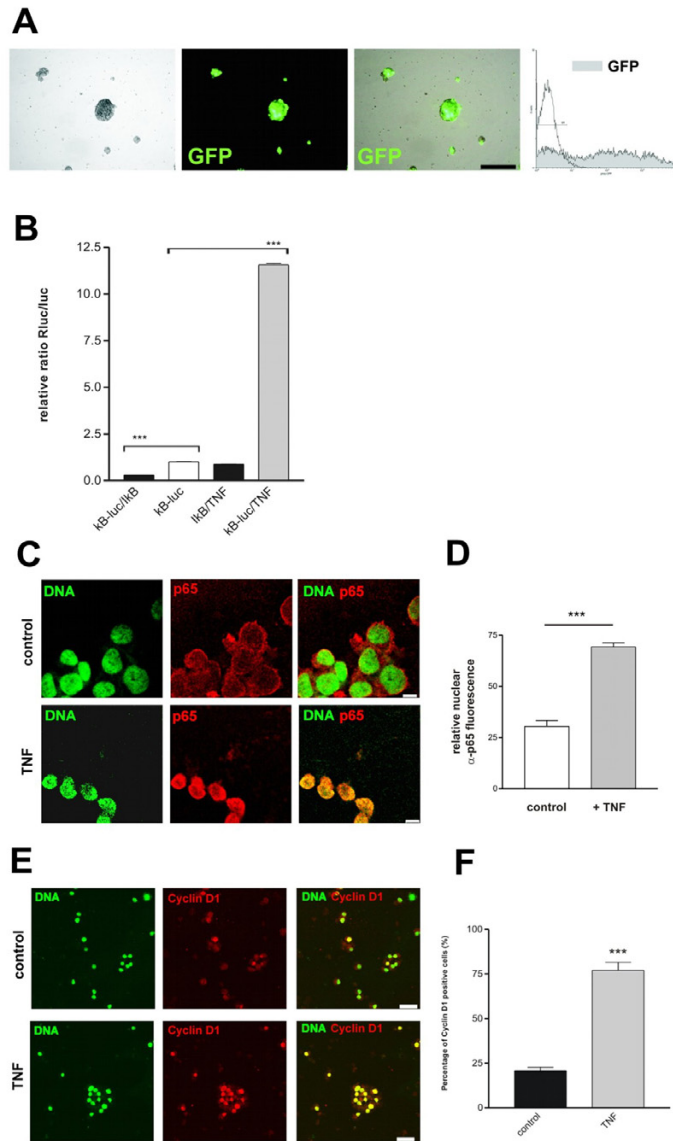 A
GFP
GFP
GFP
B
***
***
12.5
10.0
7.5
5.0
2.5
0.0
relative ratio Rluc/luc
kB-luc/IkB
kB-luc
IkB/TNF
kB-luc/TNF
C
control
DNA
p65
DNA p65
TNF
DNA
p65
DNA p65
D
***
75
50
25
0
relative nuclear
α-p65 fluorescence
control
+ TNF
E
control
DNA
Cyclin D1
DNA Cyclin D1
TNF
DNA
Cyclin D1
DNA Cyclin D1
F
***
100
75
50
25
0
Percentage of Cyclin D1 positive cells (%)
control
TNF